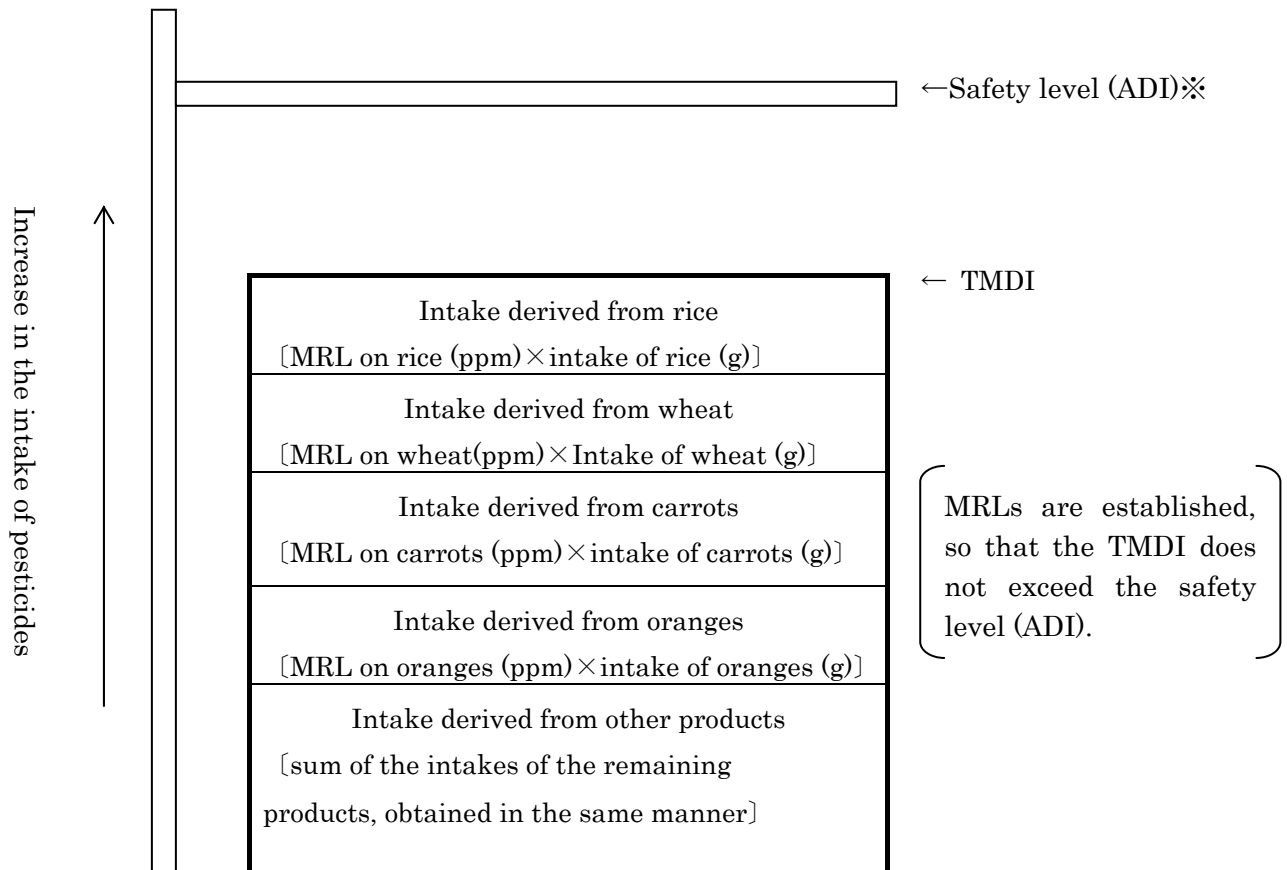 ←Safety level (ADI)※
Increase in the intake of pesticides
← TMDI
Intake derived from rice
〔MRL on rice (ppm)×intake of rice (g)〕
Intake derived from wheat
〔MRL on wheat(ppm)×Intake of wheat (g)〕
Intake derived from carrots
〔MRL on carrots (ppm)×intake of carrots (g)〕
Intake derived from oranges
〔MRL on oranges (ppm)×intake of oranges (g)〕
Intake derived from other products
〔sum of the intakes of the remaining
products, obtained in the same manner〕
MRLs are established,
so that the TMDI does
not exceed the safety
level (ADI).